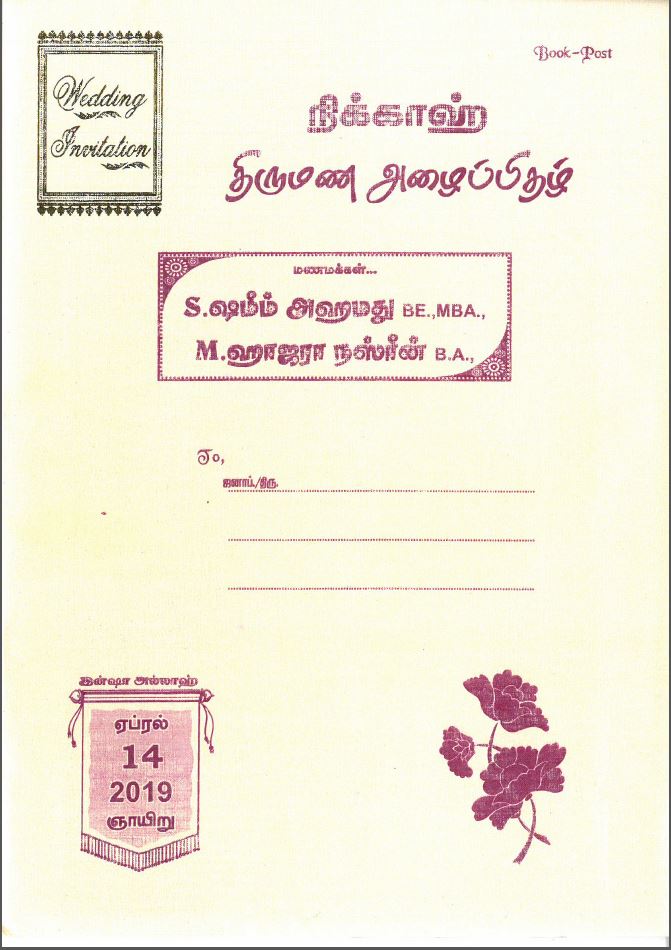 Wedding
Invitation
Book-Post
நிக்காஹ்
திருமண அழைப்பிதழ்
மணமக்கள்...
S.ஷமீம் அஹமது BE.,MBA.,
M.ஹாஜரா நஸ்ரீன் B.A.,
To,
ஜனாப்./திரு.
இன்ஷா அல்லாஹ்
ஏப்ரல்
14
2019
ஞாயிறு